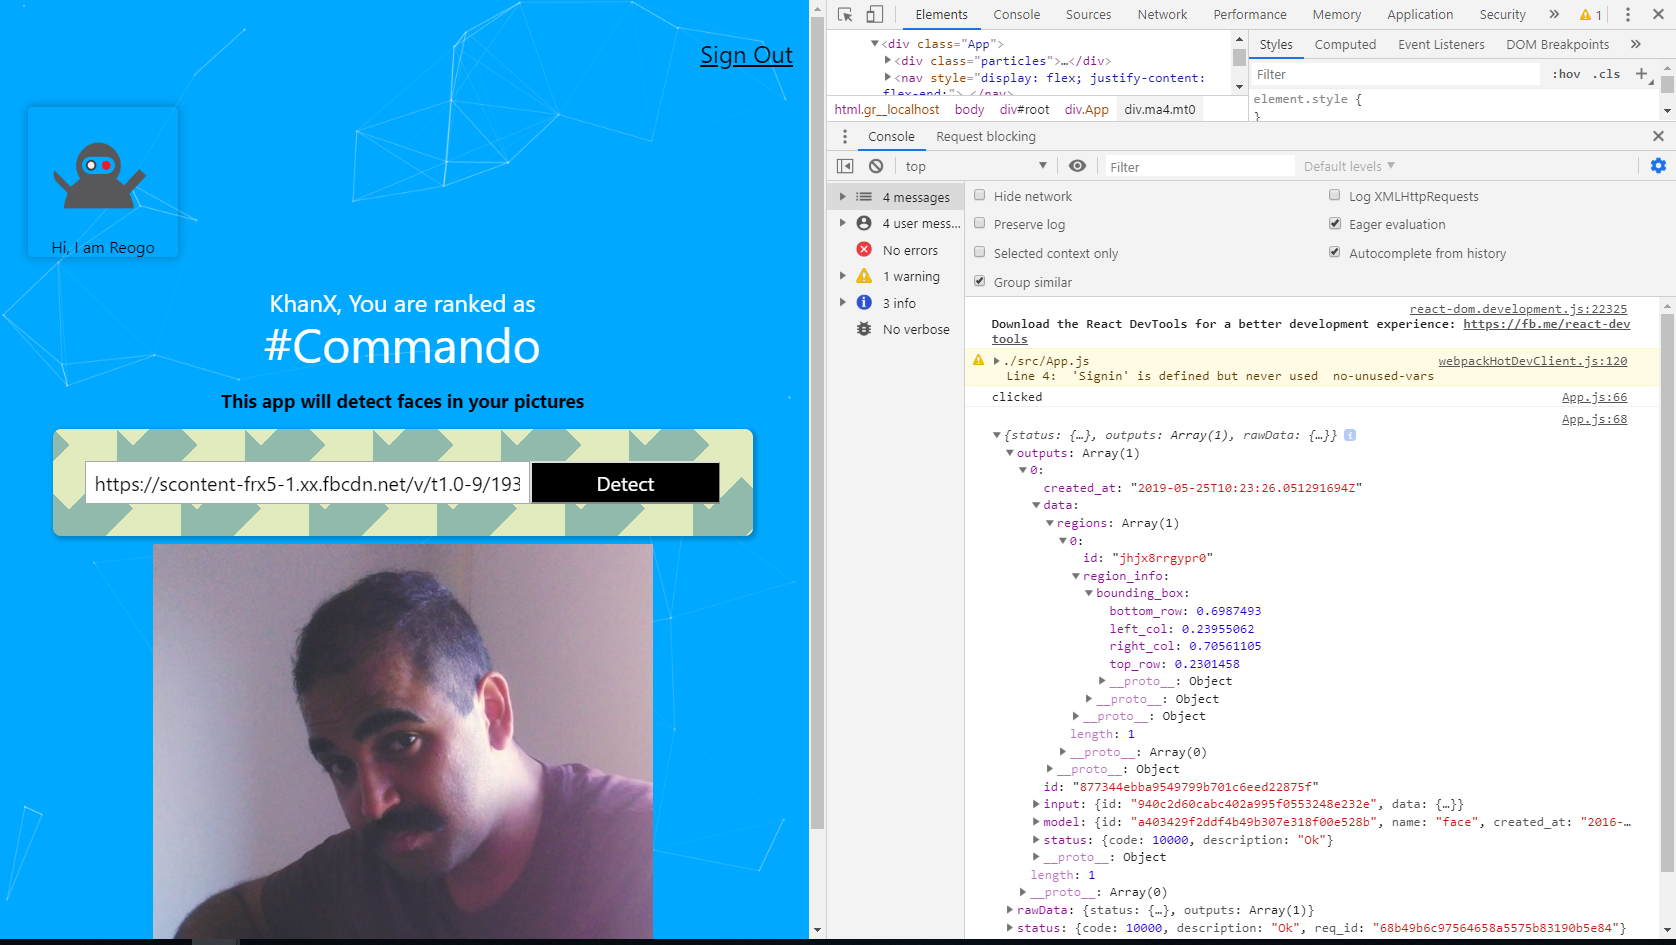 Sign Out
Hi, I am Reogo
KhanX, You are ranked as
#Commando
This app will detect faces in your pictures
https://scontent-frx5-1.xx.fbcdn.net/v/t1.0-9/193
Detect
Elements Console Sources Network Performance Memory Application Security » 1
<div class="App">
<div class="particles">…</div>
<nav style="display: flex; justify-content:
flex-end;">…</nav>
html.gr__localhost body div#root div.App div.ma4.mt0
Styles Computed Event Listeners DOM Breakpoints »
Filter :hov .cls +
element.style {
}
Console Request blocking
top Filter Default levels
4 messages
4 user mess...
No errors
1 warning
3 info
No verbose
Hide network Log XMLHttpRequests
Preserve log Eager evaluation
Selected context only Autocomplete from history
Group similar
react-dom.development.js:22325
Download the React DevTools for a better development experience: https://fb.me/react-dev
tools
./src/App.js webpackHotDevClient.js:120
Line 4: 'Signin' is defined but never used no-unused-vars
clicked App.js:66
App.js:68
{status: {…}, outputs: Array(1), rawData: {…}} i
outputs: Array(1)
0:
created_at: "2019-05-25T10:23:26.051291694Z"
data:
regions: Array(1)
0:
id: "jhjx8rrgypr0"
region_info:
bounding_box:
bottom_row: 0.6987493
left_col: 0.23955062
right_col: 0.70561105
top_row: 0.2301458
__proto__: Object
__proto__: Object
__proto__: Object
length: 1
__proto__: Array(0)
__proto__: Object
id: "877344ebba9549799b701c6eed22875f"
input: {id: "940c2d60cabc402a995f0553248e232e", data: {…}}
model: {id: "a403429f2ddf4b49b307e318f00e528b", name: "face", created_at: "2016-…
status: {code: 10000, description: "Ok"}
__proto__: Object
length: 1
__proto__: Array(0)
rawData: {status: {…}, outputs: Array(1)}
status: {code: 10000, description: "Ok", req_id: "68b49b6c97564658a5575b83190b5e84"}